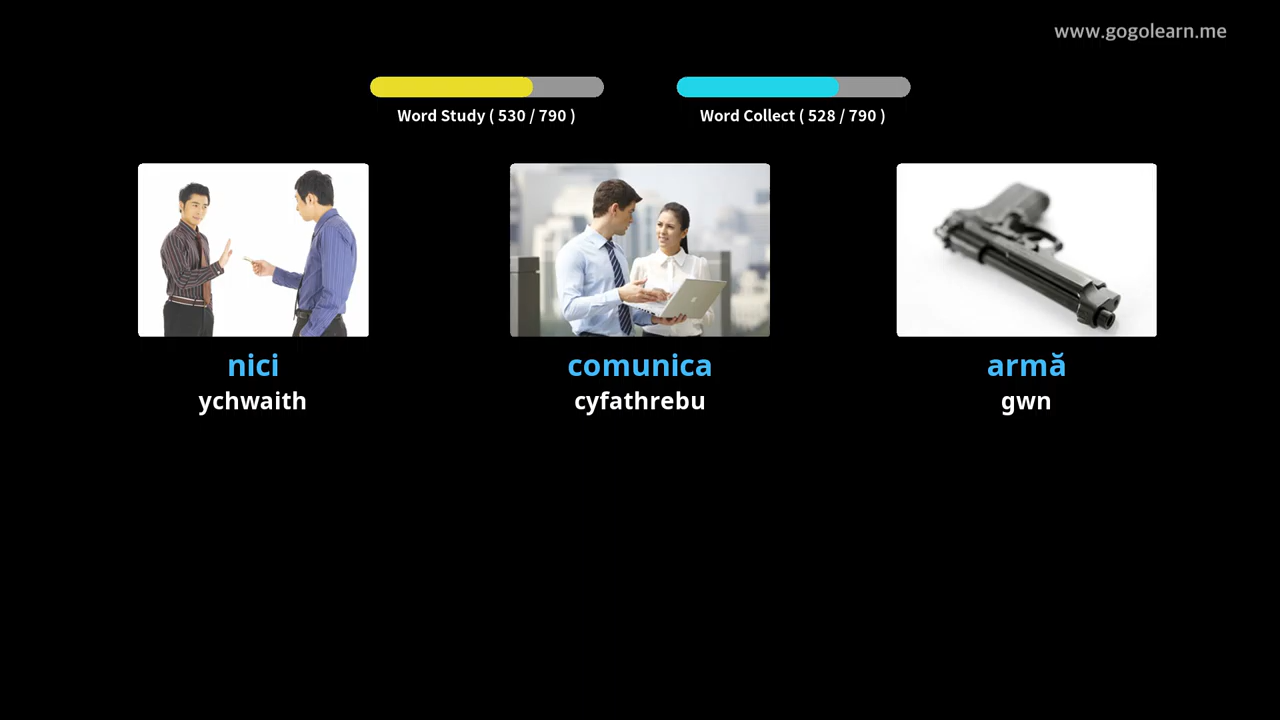 www.gogolearn.me
Word Study ( 530 / 790 )
Word Collect ( 528 / 790 )
nici
ychwaith
comunica
cyfathrebu
armă
gwn